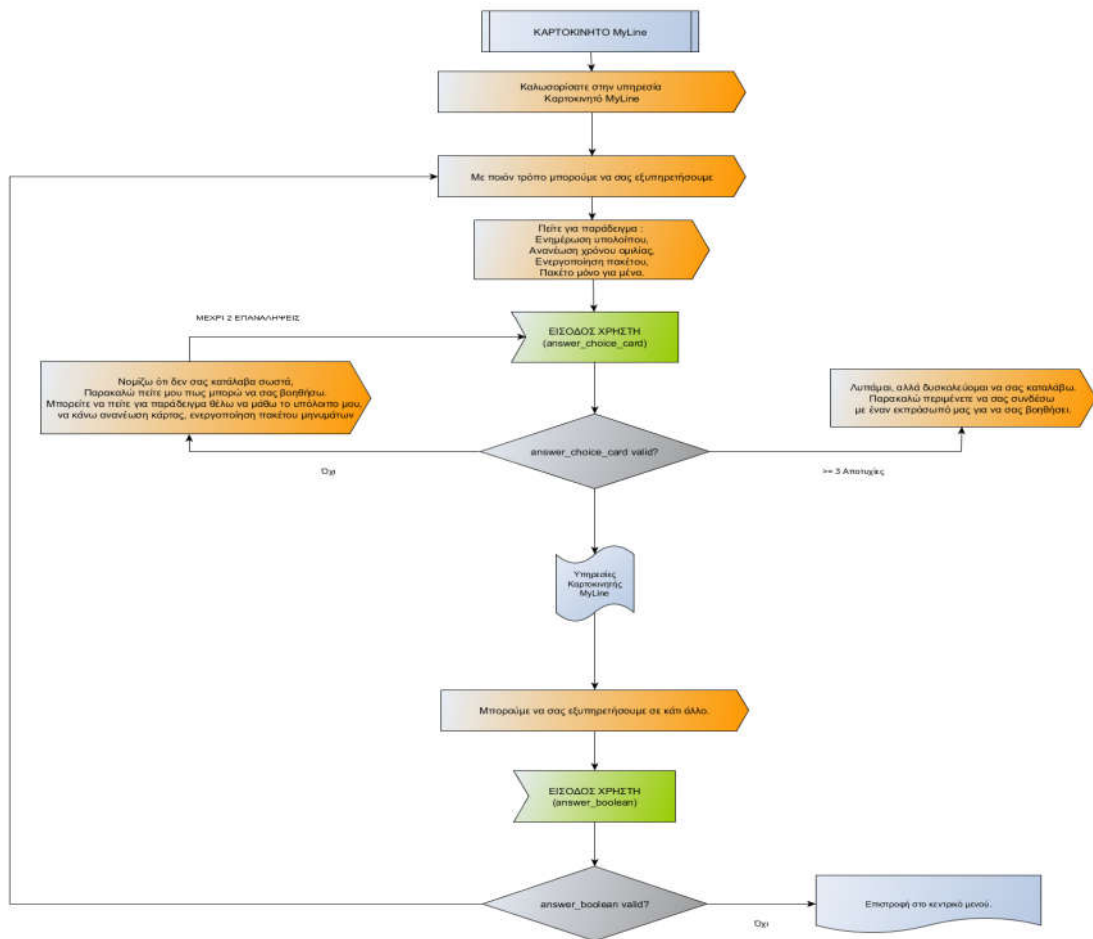 ΚΑΡΤΟΚΙΝΗΤΟ MyLine
Καλωσορίσατε στην υπηρεσία
Καρτοκινητό MyLine
Με ποιόν τρόπο μπορούμε να σας εξυπηρετήσουμε
Πείτε για παράδειγμα :
Ενημέρωση υπολοίπου,
Ανανέωση χρόνου ομιλίας,
Ενεργοποίηση πακέτου,
Πακέτο μόνο για μένα.
ΜΕΧΡΙ 2 ΕΠΑΝΑΛΗΨΕΙΣ
ΕΙΣΟΔΟΣ ΧΡΗΣΤΗ
(answer_choice_card)
Νομίζω ότι δεν σας κατάλαβα σωστά,
Παρακαλώ πείτε μου πως μπορώ να σας βοηθήσω.
Μπορείτε να πείτε για παράδειγμα θέλω να μάθω το υπόλοιπο μου,
να κάνω ανανέωση κάρτας, ενεργοποίηση πακέτου μηνυμάτων
Λυπάμαι, αλλά δυσκολεύομαι να σας καταλάβω.
Παρακαλώ περιμένετε να σας συνδέσω
με έναν εκπρόσωπό μας για να σας βοηθήσει.
answer_choice_card valid?
Όχι
>= 3 Αποτυχίες
Υπηρεσίες
Καρτοκινητής
MyLine
Μπορούμε να σας εξυπηρετήσουμε σε κάτι άλλο.
ΕΙΣΟΔΟΣ ΧΡΗΣΤΗ
(answer_boolean)
answer_boolean valid?
Όχι
Επιστροφή στο κεντρικό μενού.